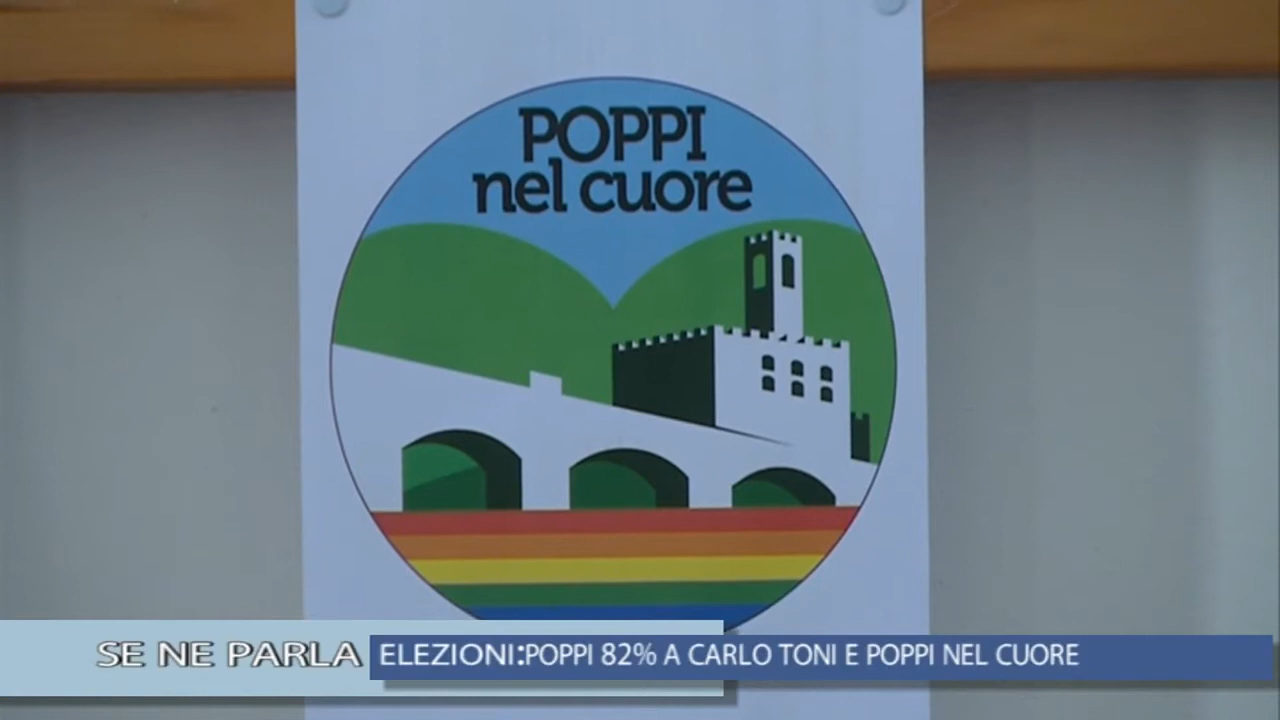 POPPI
nel cuore
SE NE PARLA
ELEZIONI:POPPI 82% A CARLO TONI E POPPI NEL CUORE